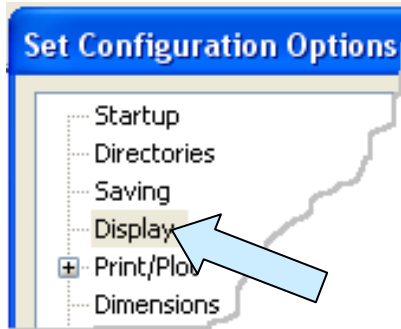 Set Configuration Options
Startup
Directories
Saving
Display
Print/Plo
Dimensions